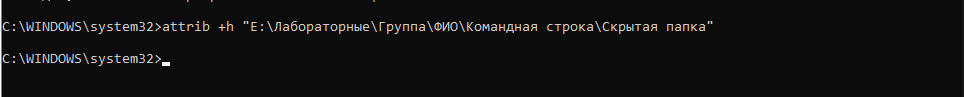 C:\WINDOWS\system32>attrib +h "E:\Лабораторные\Группа\ФИО\Командная строка\Скрытая папка"
C:\WINDOWS\system32>